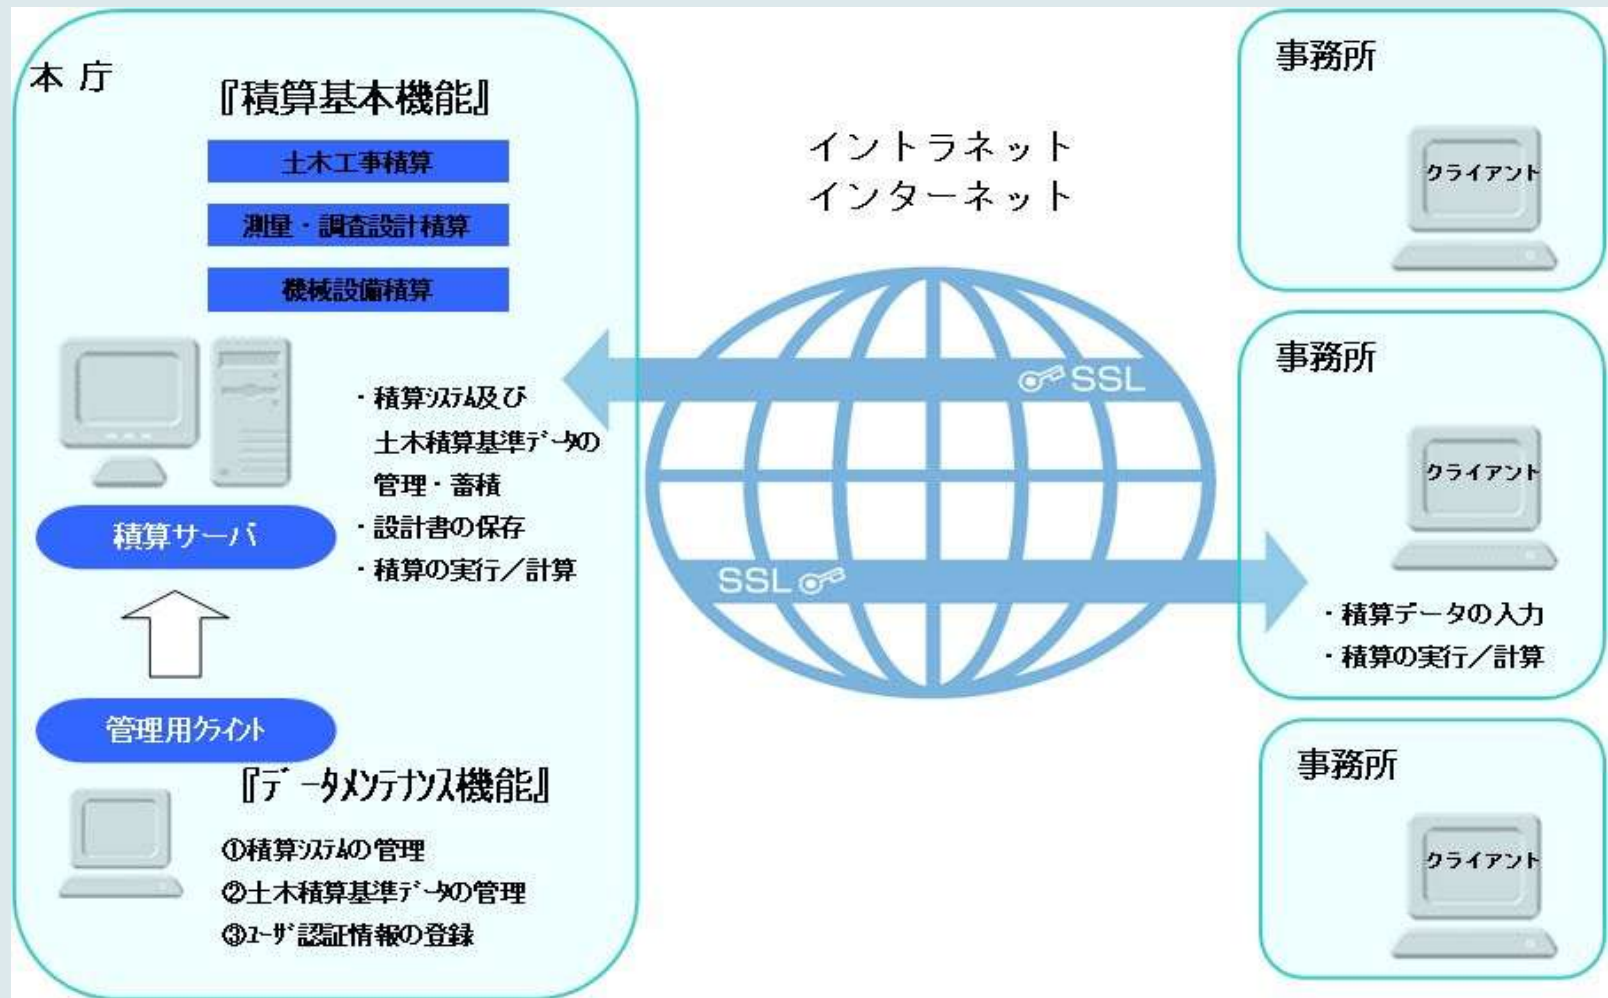 本 庁
『積算基本機能』
土木工事積算
測量・調査設計積算
機械設備積算
・積算ｼｽﾃﾑ及び
土木積算基準ﾃﾞｰﾀの
管理・蓄積
・設計書の保存
・積算の実行／計算
積算サーバ
管理用ｸﾗｲｱﾝﾄ
『ﾃﾞｰﾀﾒﾝﾃﾅﾝｽ機能』
①積算ｼｽﾃﾑの管理
②土木積算基準ﾃﾞｰﾀの管理
③ﾕｰｻﾞ認証情報の登録
イントラネット
インターネット
SSL
SSL
事務所
クライアント
事務所
クライアント
・積算データの入力
・積算の実行／計算
事務所
クライアント